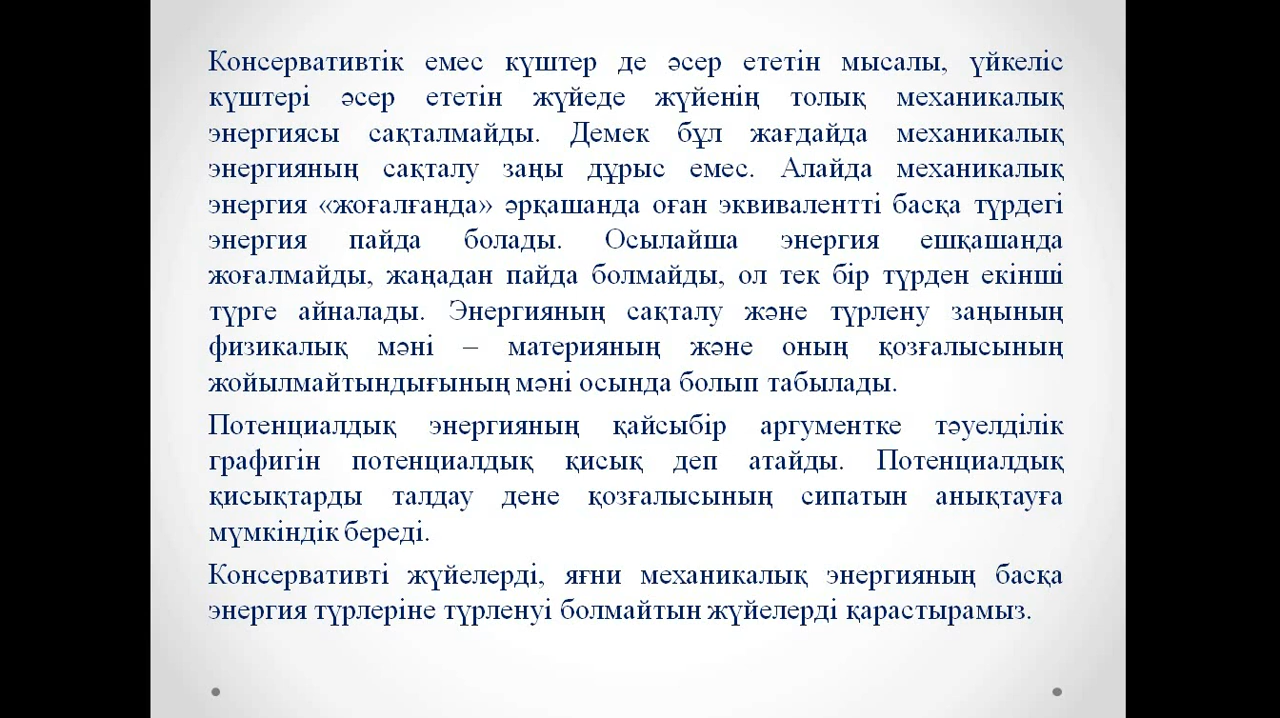 Консервативтік емес күштер де әсер ететін мысалы, үйкеліс
күштері әсер ететін жүйеде жүйенің толық механикалық
энергиясы сақталмайды. Демек бұл жағдайда механикалық
энергияның сақталу заңы дұрыс емес. Алайда механикалық
энергия «жоғалғанда» әрқашанда оған эквивалентті басқа түрдегі
энергия пайда болады. Осылайша энергия ешқашанда
жоғалмайды, жаңадан пайда болмайды, ол тек бір түрден екінші
түрге айналады. Энергияның сақталу және түрлену заңының
физикалық мәні – материяның және оның қозғалысының
жойылмайтындығының мәні осында болып табылады.
Потенциалдық энергияның қайсыбір аргументке тәуелділік
графигін потенциалдық қисық деп атайды. Потенциалдық
қисықтарды талдау дене қозғалысының сипатын анықтауға
мүмкіндік береді.
Консервативті жүйелерді, яғни механикалық энергияның басқа
энергия түрлеріне түрленуі болмайтын жүйелерді қарастырамыз.